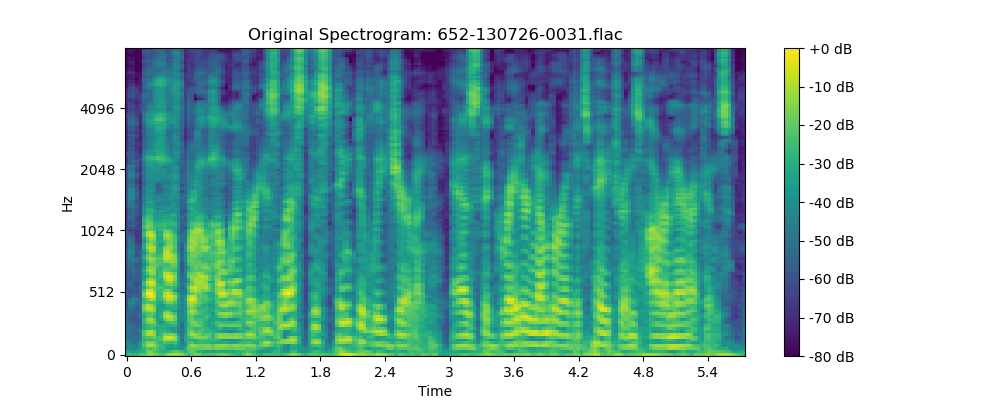 Original Spectrogram: 652-130726-0031.flac
Hz
4096
2048
1024
512
0
0 0.6 1.2 1.8 2.4 3 3.6 4.2 4.8 5.4
Time
+0 dB
-10 dB
-20 dB
-30 dB
-40 dB
-50 dB
-60 dB
-70 dB
-80 dB